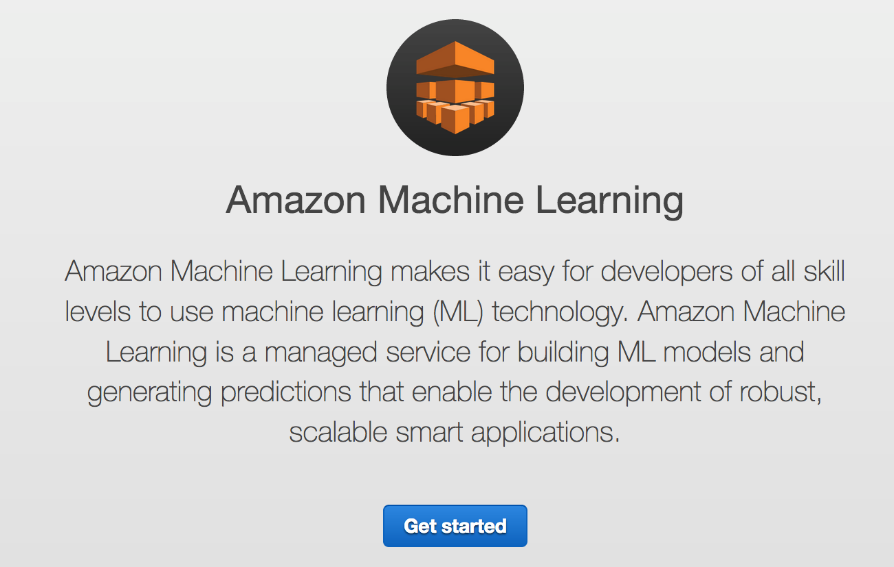 Amazon Machine Learning
Amazon Machine Learning makes it easy for developers of all skill
levels to use machine learning (ML) technology. Amazon Machine
Learning is a managed service for building ML models and
generating predictions that enable the development of robust,
scalable smart applications.
Get started